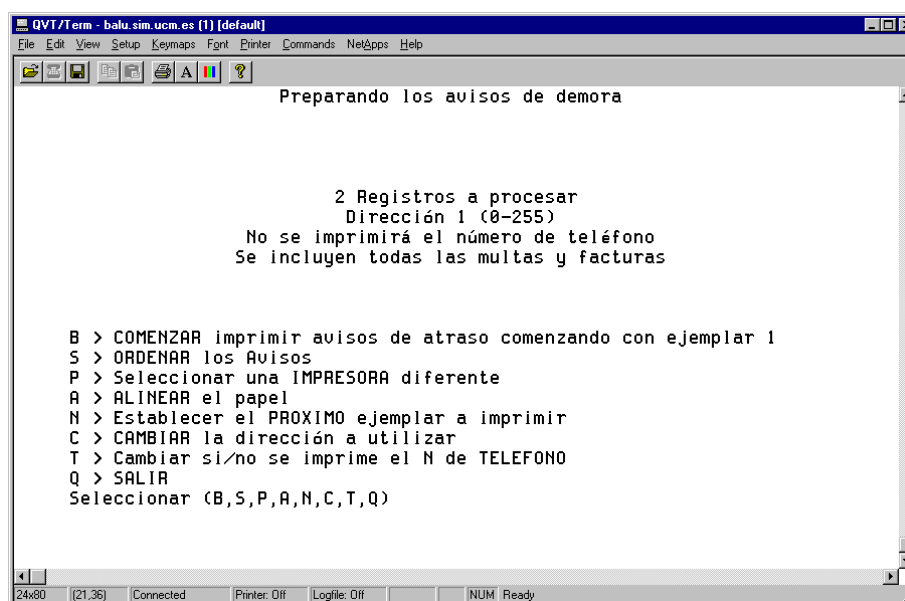 QVT/Term - balu.sim.ucm.es (1) [default]
File Edit View Setup Keymaps Font Printer Commands NetApps Help
Preparando los avisos de demora
2 Registros a procesar
Dirección 1 (0-255)
No se imprimirá el número de teléfono
Se incluyen todas las multas y facturas
B > COMENZAR imprimir avisos de atraso comenzando con ejemplar 1
S > ORDENAR los Avisos
P > Seleccionar una IMPRESORA diferente
A > ALINEAR el papel
N > Establecer el PROXIMO ejemplar a imprimir
C > CAMBIAR la dirección a utilizar
T > Cambiar si/no se imprime el N de TELEFONO
Q > SALIR
Seleccionar (B,S,P,A,N,C,T,Q)
24x80 (21,36) Connected Printer: Off Logfile: Off NUM Ready